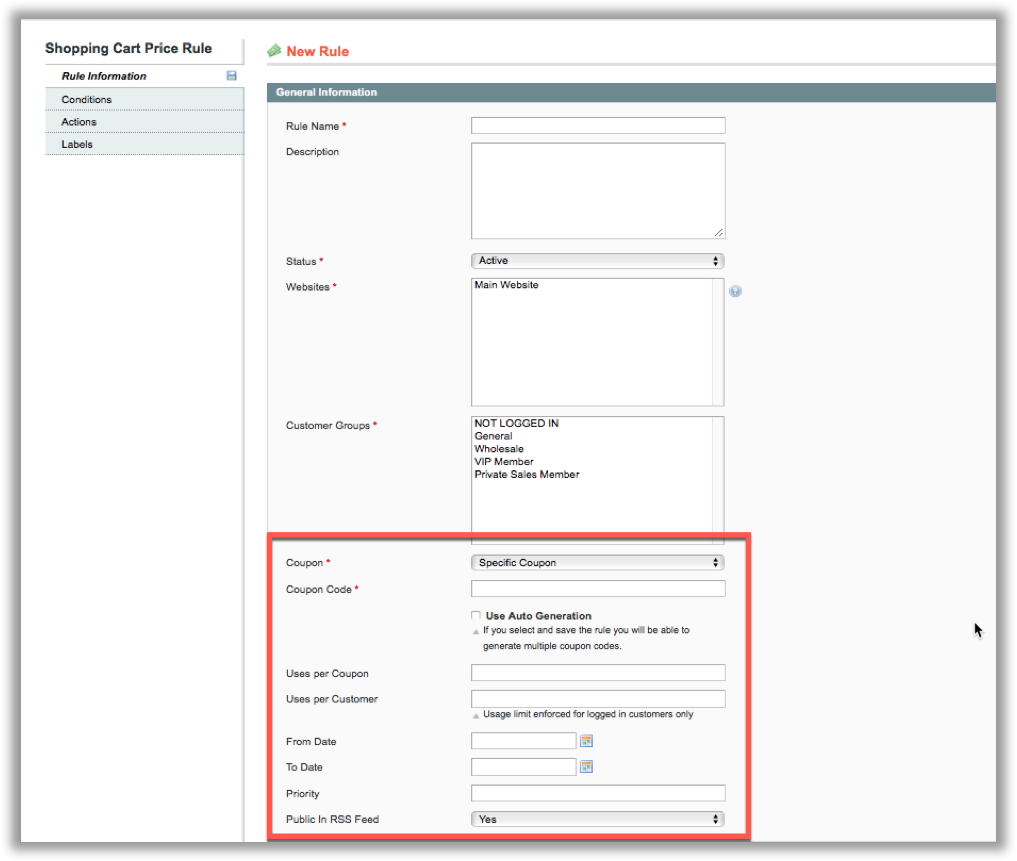 Shopping Cart Price Rule
Rule Information
Conditions
Actions
Labels
New Rule
General Information
Rule Name *
Description
Status *
Active
Websites *
Main Website
Customer Groups *
NOT LOGGED IN
General
Wholesale
VIP Member
Private Sales Member
Coupon *
Specific Coupon
Coupon Code *
Use Auto Generation
If you select and save the rule you will be able to
generate multiple coupon codes.
Uses per Coupon
Uses per Customer
Usage limit enforced for logged in customers only
From Date
To Date
Priority
Public In RSS Feed
Yes